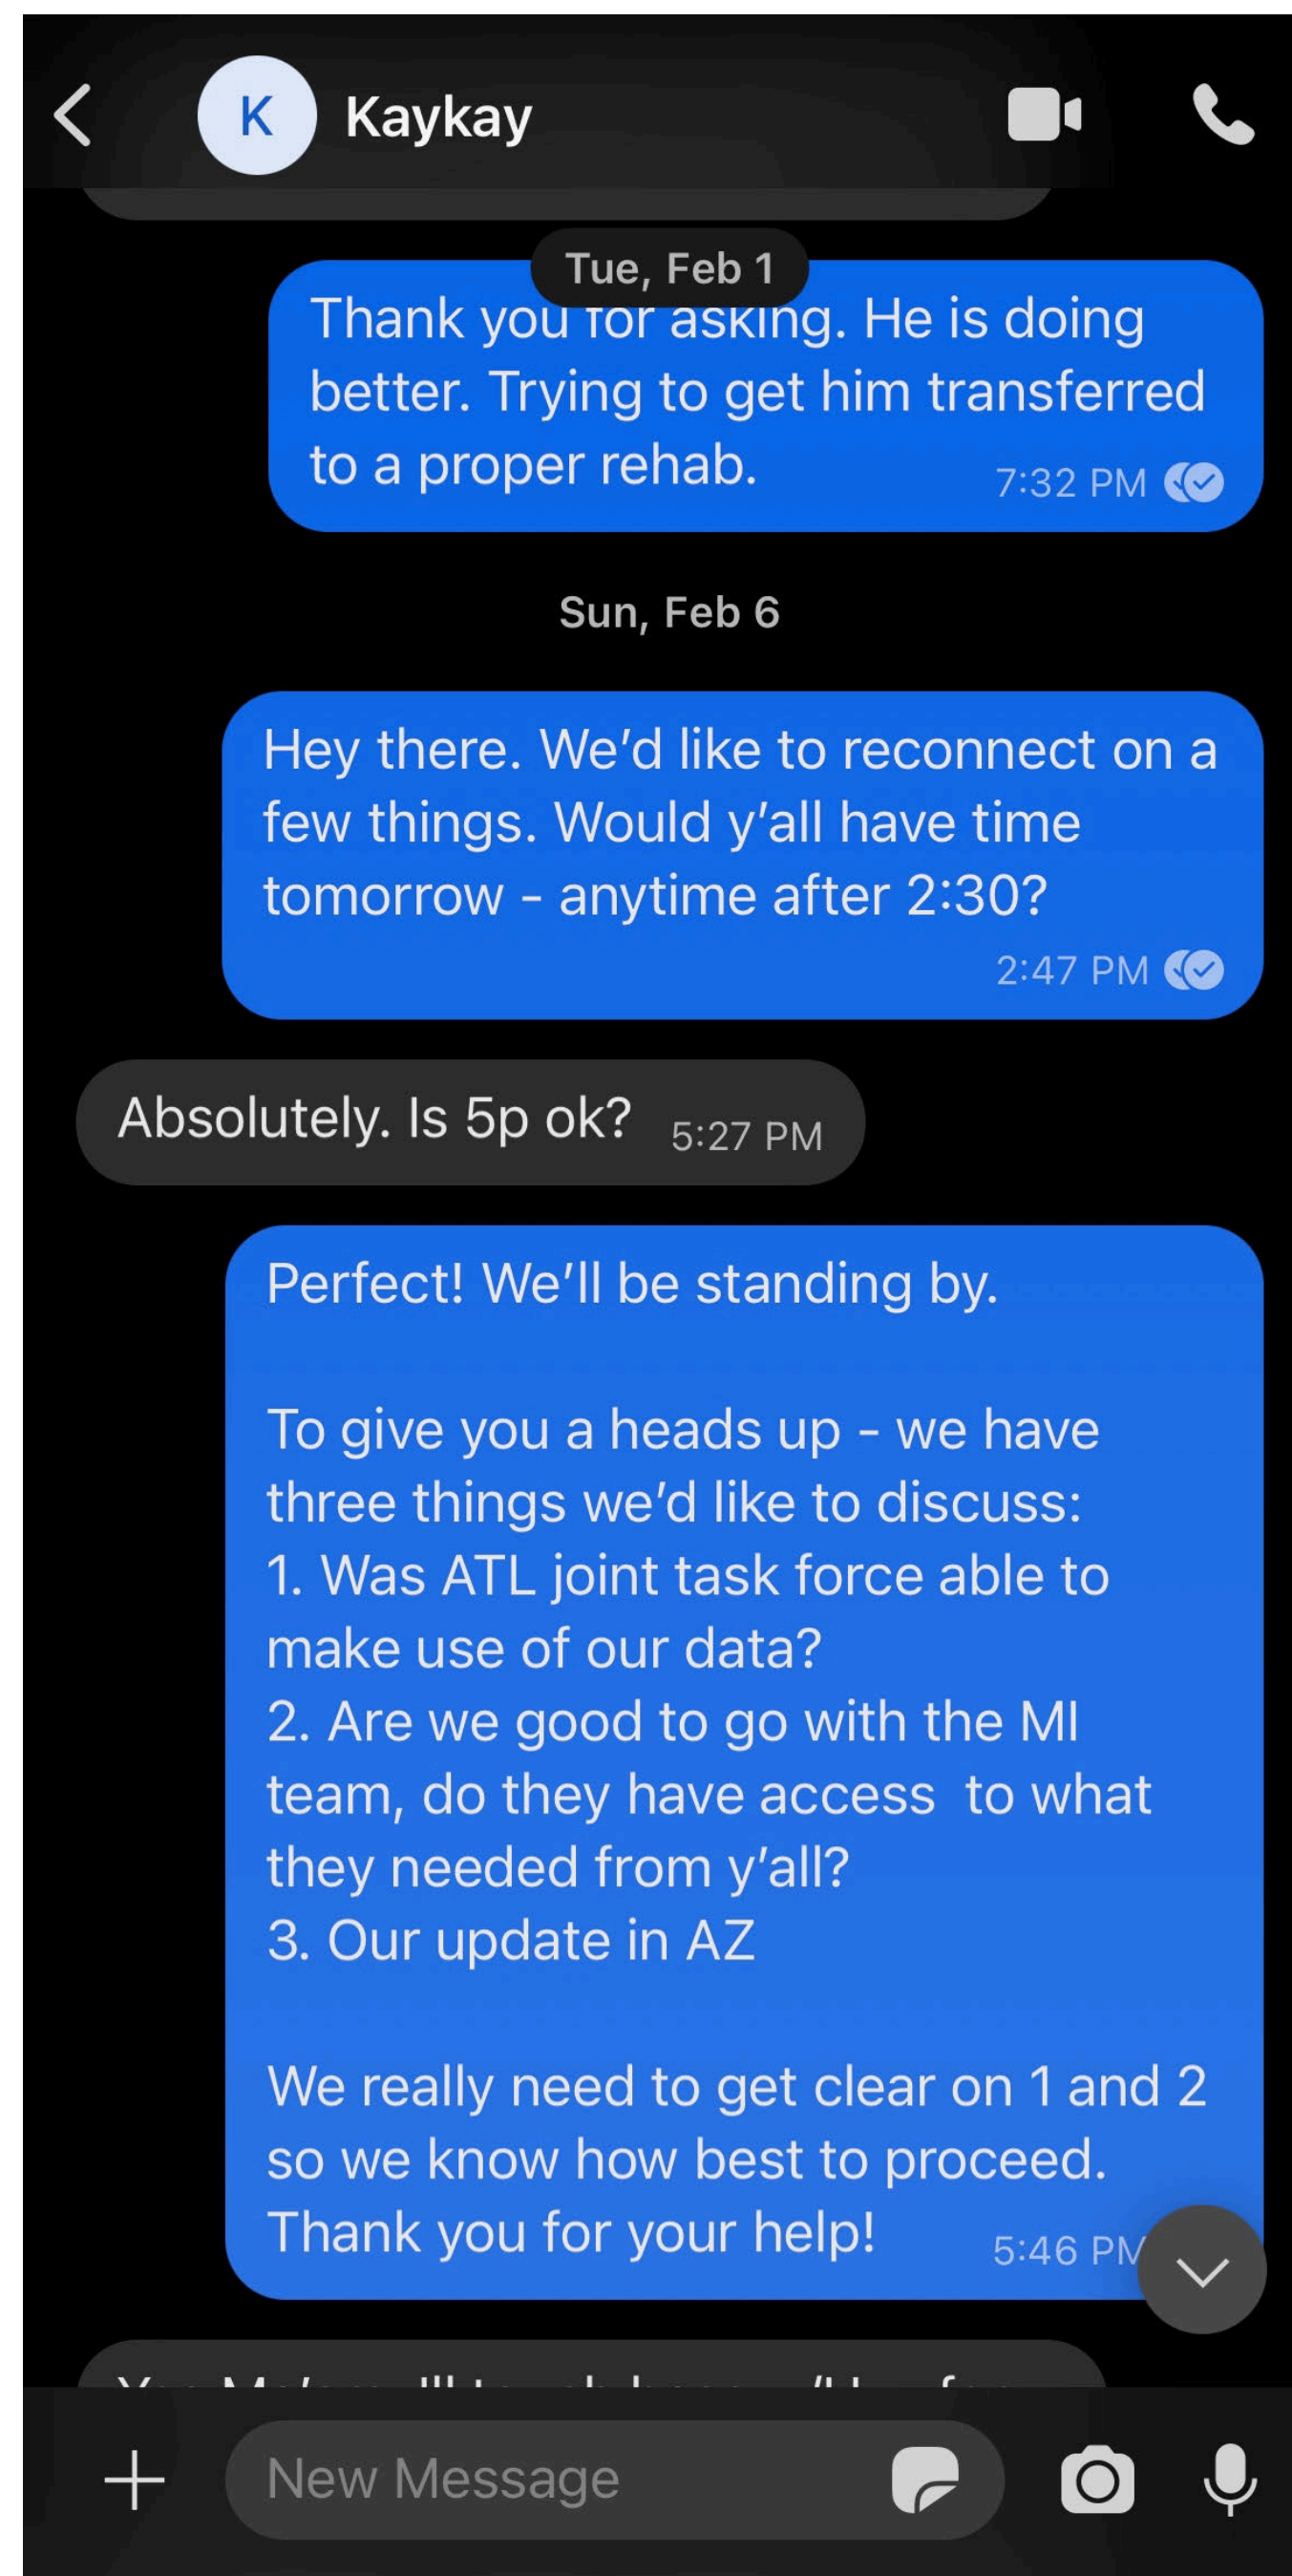 K Kaykay
Tue, Feb 1
Thank you for asking. He is doing
better. Trying to get him transferred
to a proper rehab. 7:32 PM
Sun, Feb 6
Hey there. We’d like to reconnect on a
few things. Would y’all have time
tomorrow - anytime after 2:30?
2:47 PM
Absolutely. Is 5p ok? 5:27 PM
Perfect! We’ll be standing by.
To give you a heads up - we have
three things we’d like to discuss:
1. Was ATL joint task force able to
make use of our data?
2. Are we good to go with the MI
team, do they have access  to what
they needed from y’all?
3. Our update in AZ
We really need to get clear on 1 and 2
so we know how best to proceed.
Thank you for your help! 5:46 PM
New Message